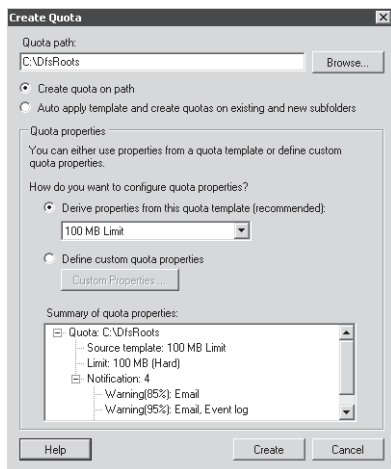 Create Quota
Quota path:
C:\DfsRoots
Browse...
Create quota on path
Auto apply template and create quotas on existing and new subfolders
Quota properties
You can either use properties from a quota template or define custom
quota properties.
How do you want to configure quota properties?
Derive properties from this quota template (recommended):
100 MB Limit
Define custom quota properties
Custom Properties ...
Summary of quota properties:
Quota: C:\DfsRoots
Source template: 100 MB Limit
Limit: 100 MB (Hard)
Notification: 4
Warning(85%): Email
Warning(95%): Email, Event log
Help
Create
Cancel